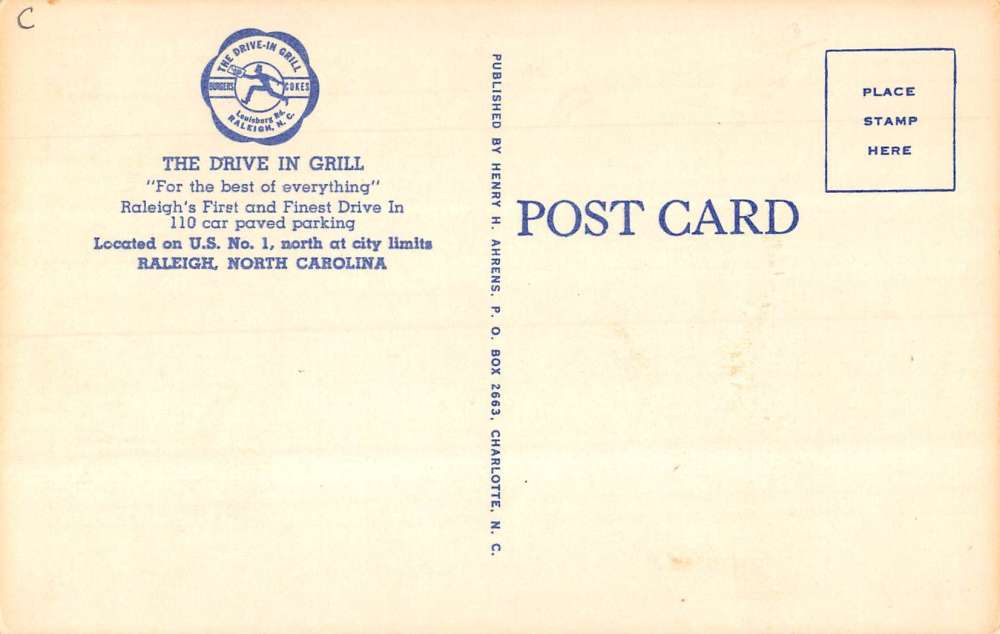 C
THE DRIVE-IN GRILL
BURGERS COKES
Louisburg Rd.
RALEIGH, N. C.
THE DRIVE IN GRILL
"For the best of everything"
Raleigh's First and Finest Drive In
110 car paved parking
Located on U.S. No. 1, north at city limits
RALEIGH, NORTH CAROLINA
PUBLISHED BY HENRY H. AHRENS, P. O. BOX 2663, CHARLOTTE, N. C.
POST CARD
PLACE
STAMP
HERE